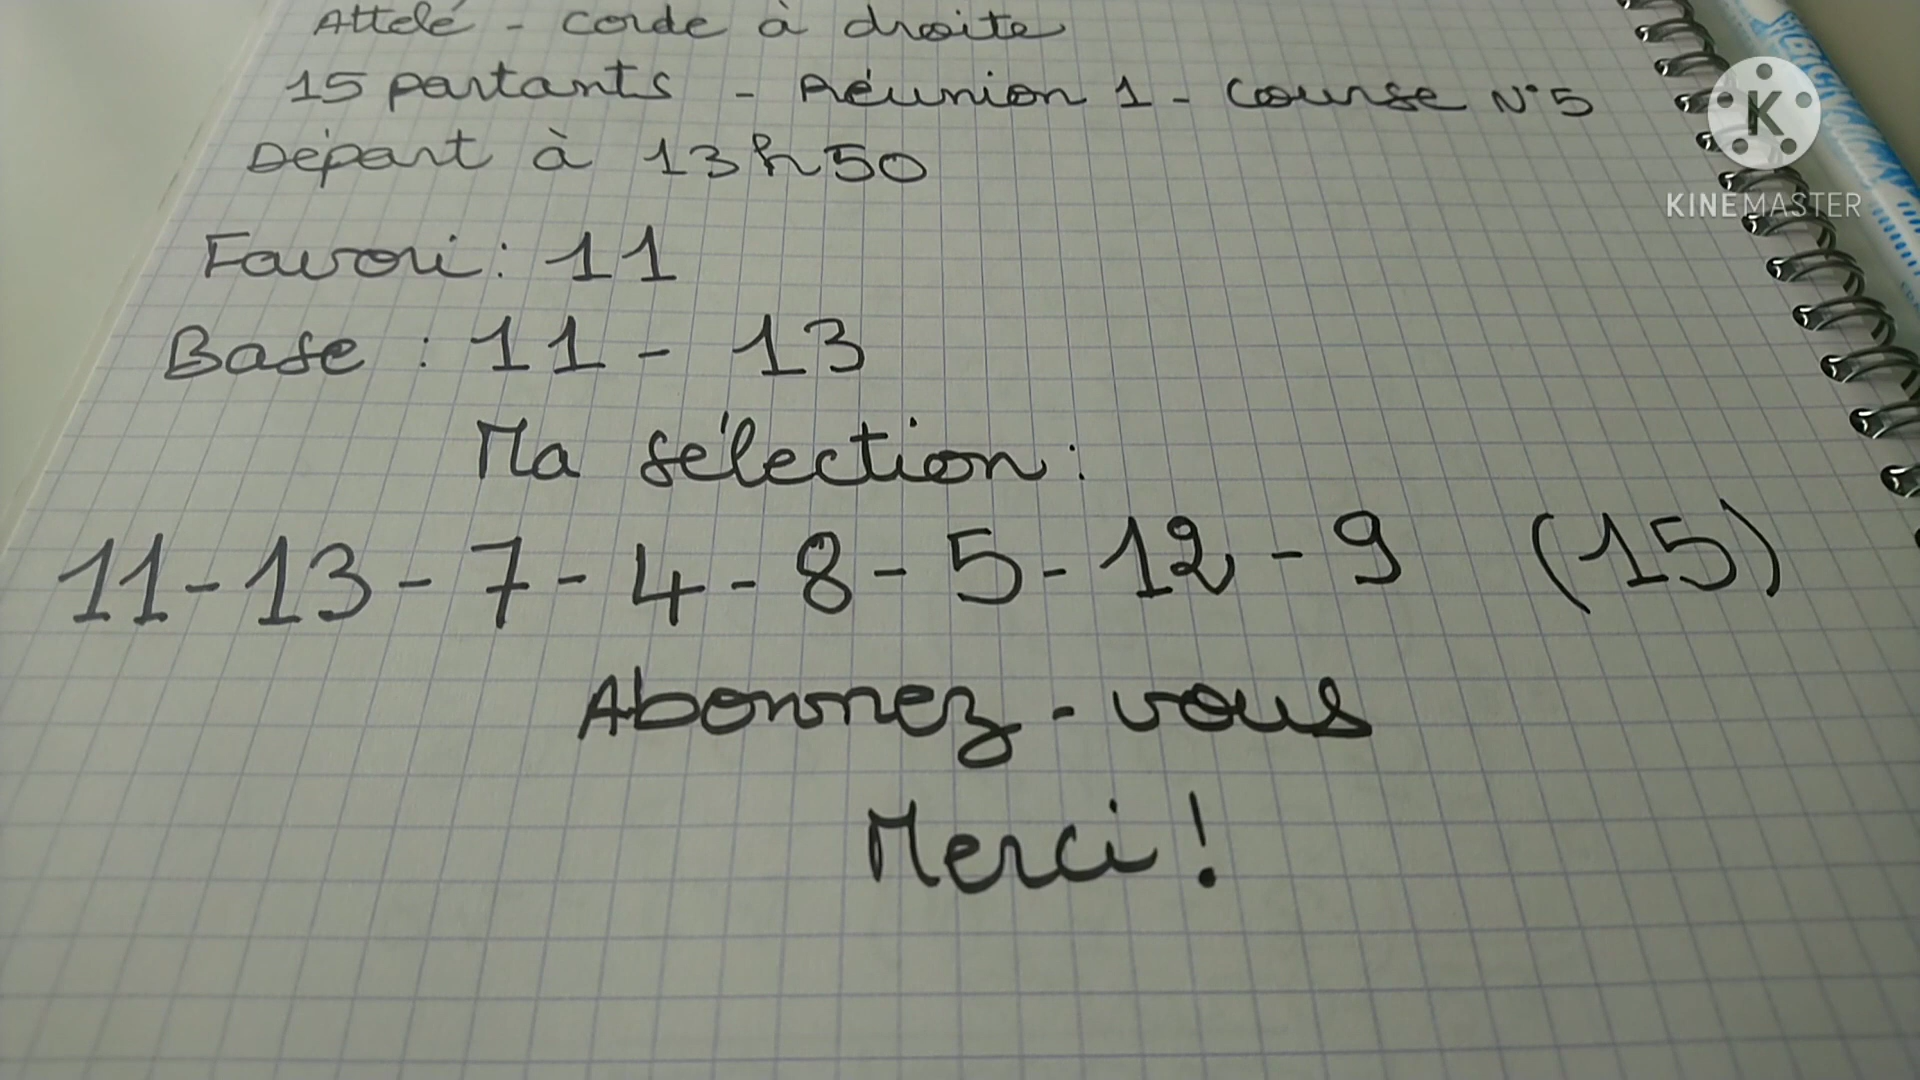 Attelé - corde à droite
15 partants - Réunion 1 - course N°5
Départ à 13h50
Favori : 11
Base : 11 - 13
Ma sélection :
11 - 13 - 7 - 4 - 8 - 5 - 12 - 9 (15)
Abonnez-vous
Merci !
K
KINEMASTER